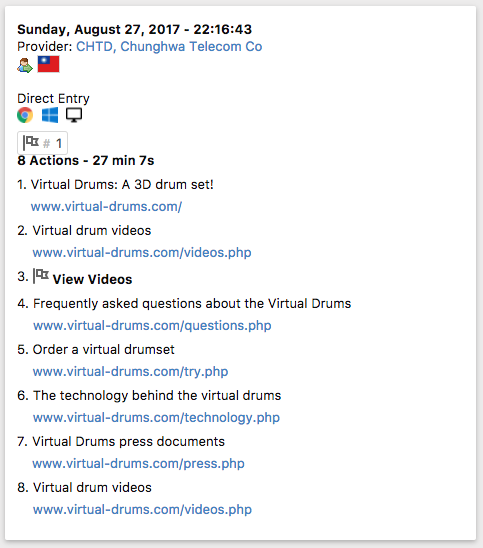 Sunday, August 27, 2017 - 22:16:43
Provider: CHTD, Chunghwa Telecom Co
Direct Entry
# 1
8 Actions - 27 min 7s
1. Virtual Drums: A 3D drum set!
www.virtual-drums.com/
2. Virtual drum videos
www.virtual-drums.com/videos.php
3. View Videos
4. Frequently asked questions about the Virtual Drums
www.virtual-drums.com/questions.php
5. Order a virtual drumset
www.virtual-drums.com/try.php
6. The technology behind the virtual drums
www.virtual-drums.com/technology.php
7. Virtual Drums press documents
www.virtual-drums.com/press.php
8. Virtual drum videos
www.virtual-drums.com/videos.php